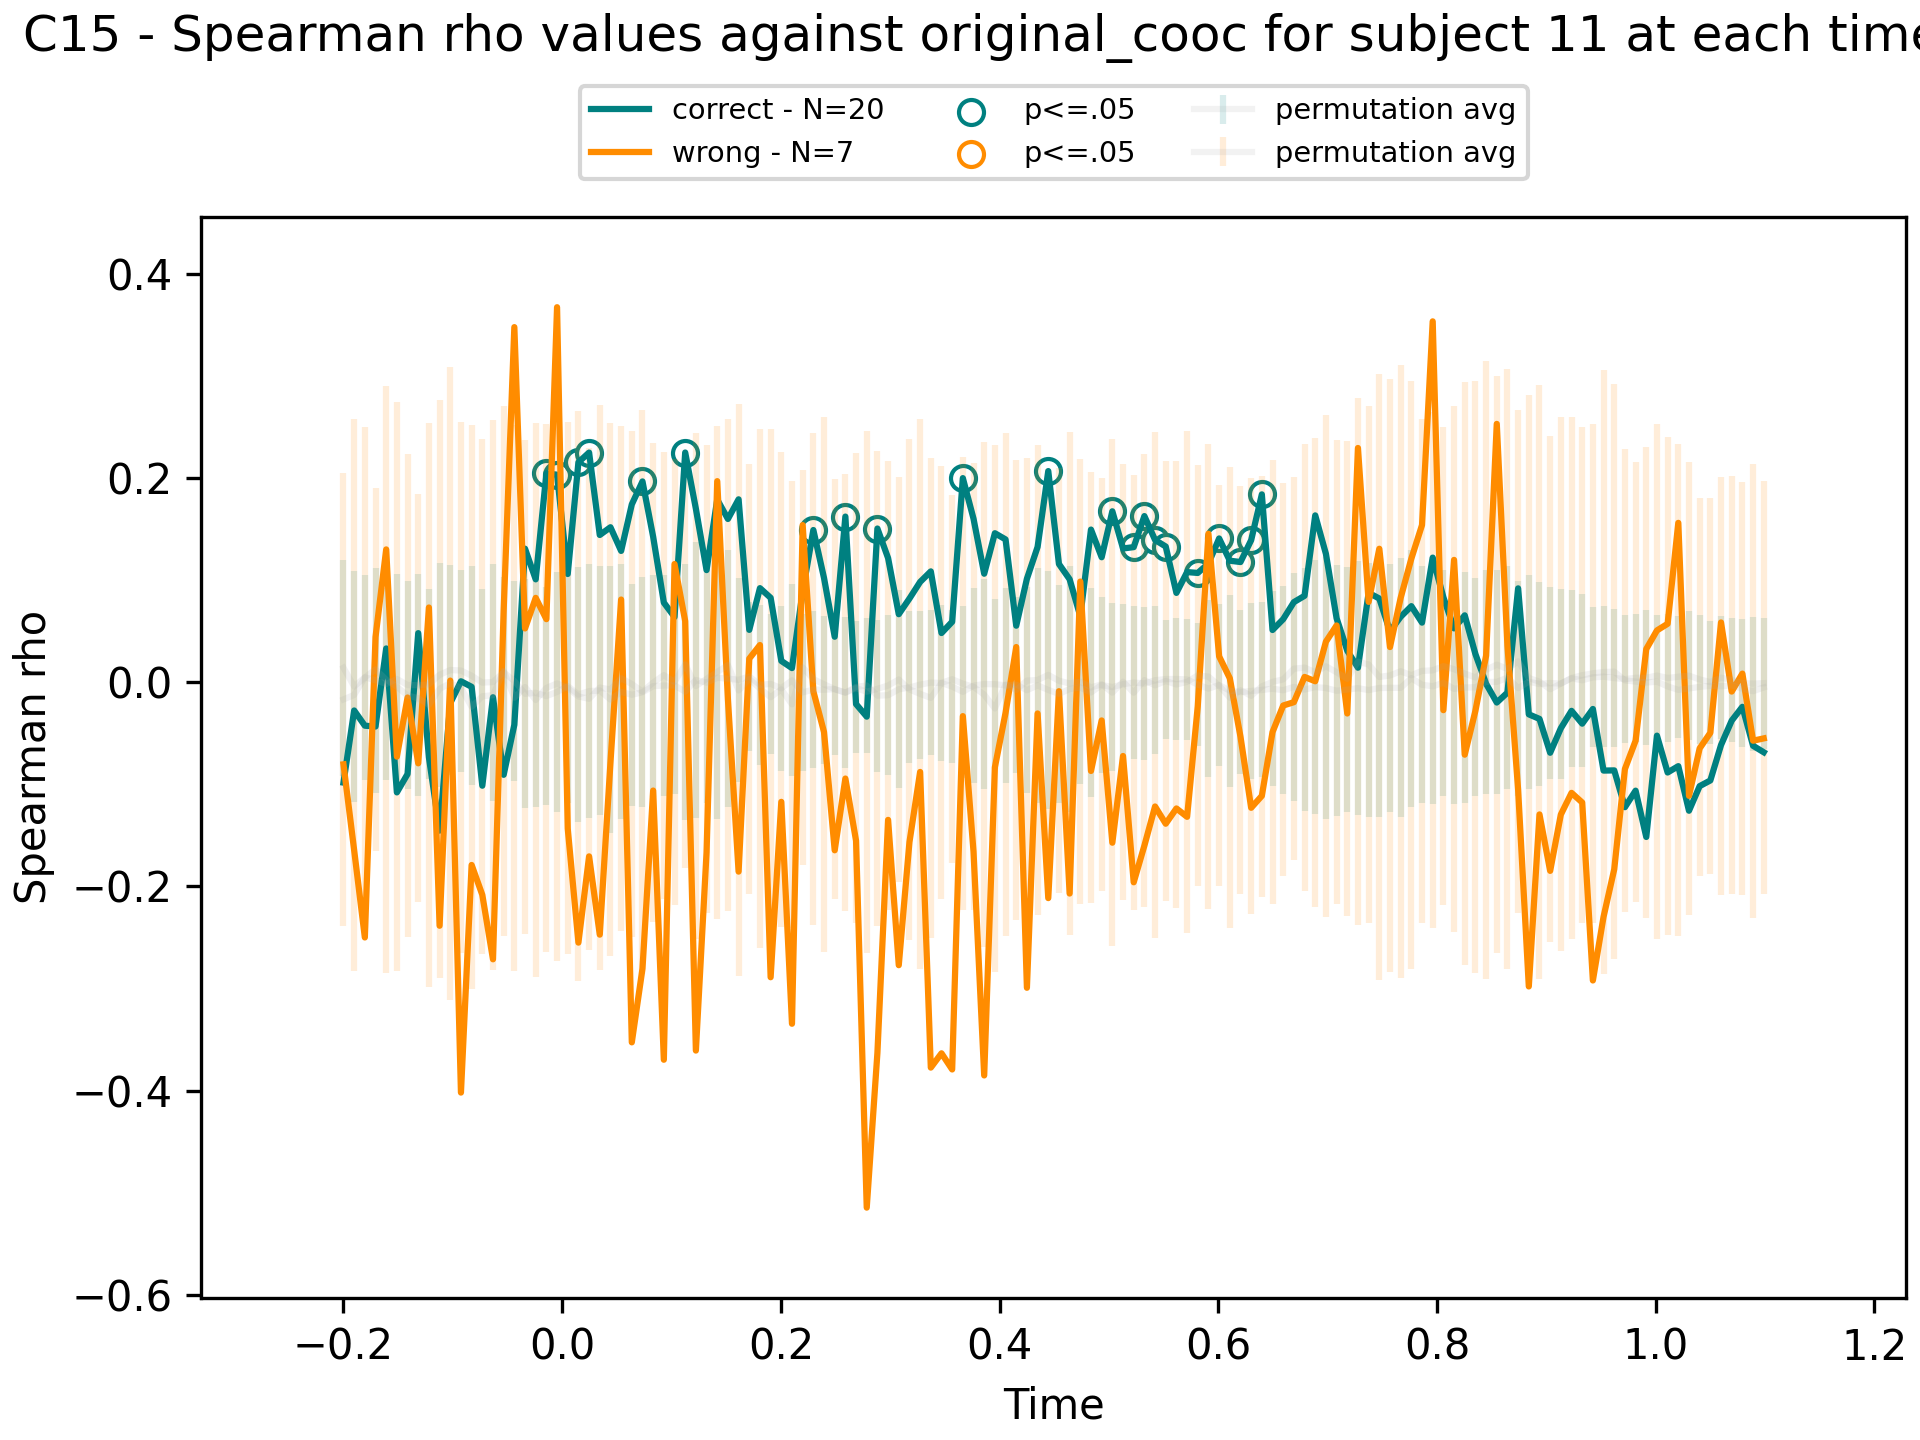 C15 - Spearman rho values against original_cooc for subject 11 at each time
correct - N=20
wrong - N=7
p<=.05
p<=.05
permutation avg
permutation avg
Spearman rho
0.4
0.2
0.0
−0.2
−0.4
−0.6
−0.2 0.0 0.2 0.4 0.6 0.8 1.0 1.2
Time